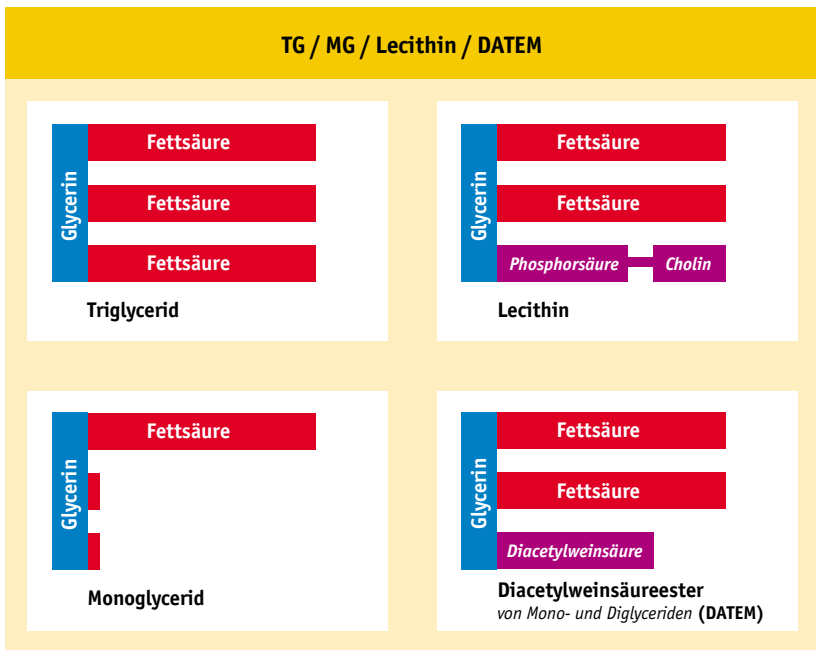 TG / MG / Lecithin / DATEM
Glycerin
Fettsäure
Fettsäure
Fettsäure
Triglycerid
Glycerin
Fettsäure
Fettsäure
Phosphorsäure
Cholin
Lecithin
Glycerin
Fettsäure
Monoglycerid
Glycerin
Fettsäure
Fettsäure
Diacetylweinsäure
Diacetylweinsäureester
von Mono- und Diglyceriden (DATEM)